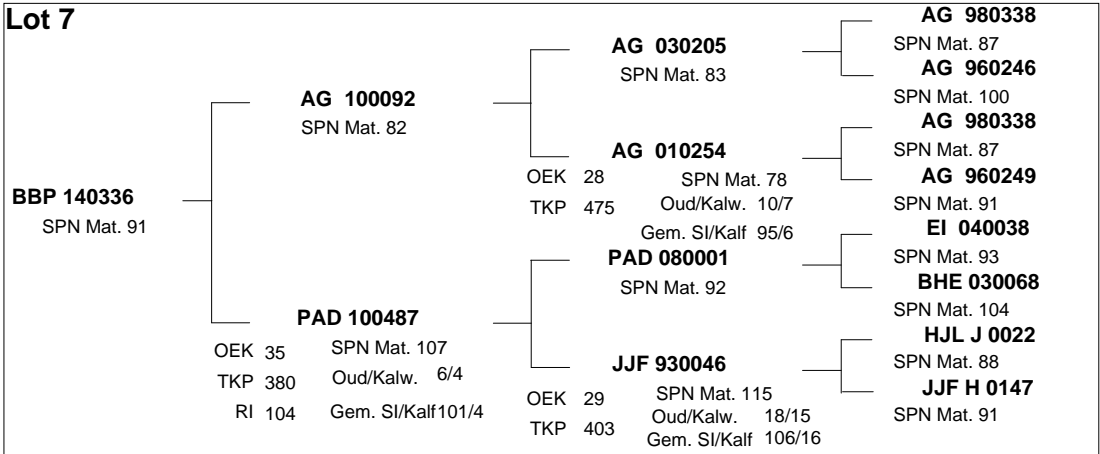 Lot 7
AG 980338
SPN Mat. 87
AG 030205
SPN Mat. 83
AG 960246
SPN Mat. 100
AG 100092
SPN Mat. 82
AG 980338
SPN Mat. 87
AG 010254
OEK 28 SPN Mat. 78
TKP 475 Oud/Kalw. 10/7
Gem. SI/Kalf 95/6
AG 960249
SPN Mat. 91
BBP 140336
SPN Mat. 91
EI 040038
SPN Mat. 93
PAD 080001
SPN Mat. 92
BHE 030068
SPN Mat. 104
PAD 100487
OEK 35 SPN Mat. 107
TKP 380 Oud/Kalw. 6/4
RI 104 Gem. SI/Kalf101/4
HJL J 0022
SPN Mat. 88
JJF 930046
OEK 29 SPN Mat. 115
TKP 403 Oud/Kalw. 18/15
Gem. SI/Kalf 106/16
JJF H 0147
SPN Mat. 91